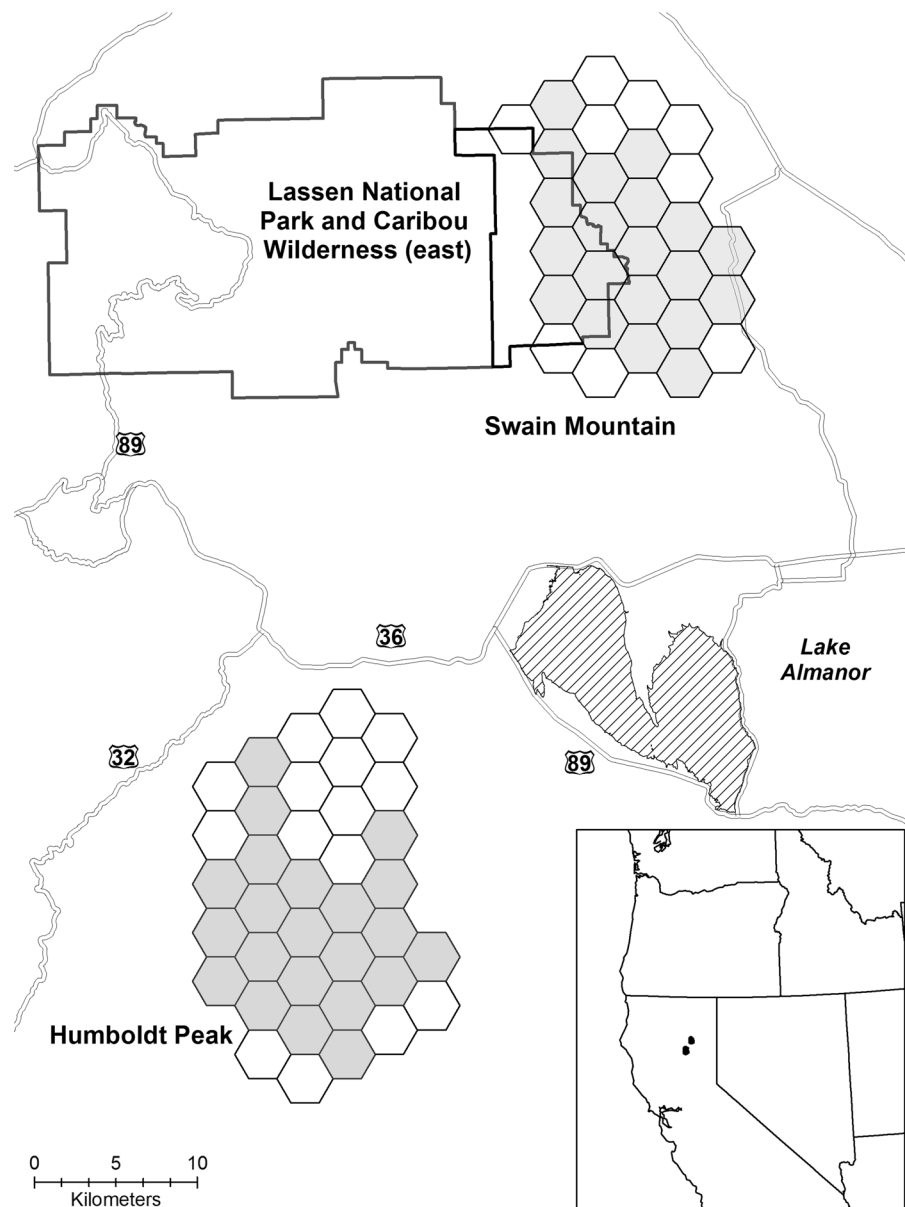 Lassen National
Park and Caribou
Wilderness (east)
Swain Mountain
89
36
Lake
Almanor
32
89
Humboldt Peak
0 5 10
Kilometers